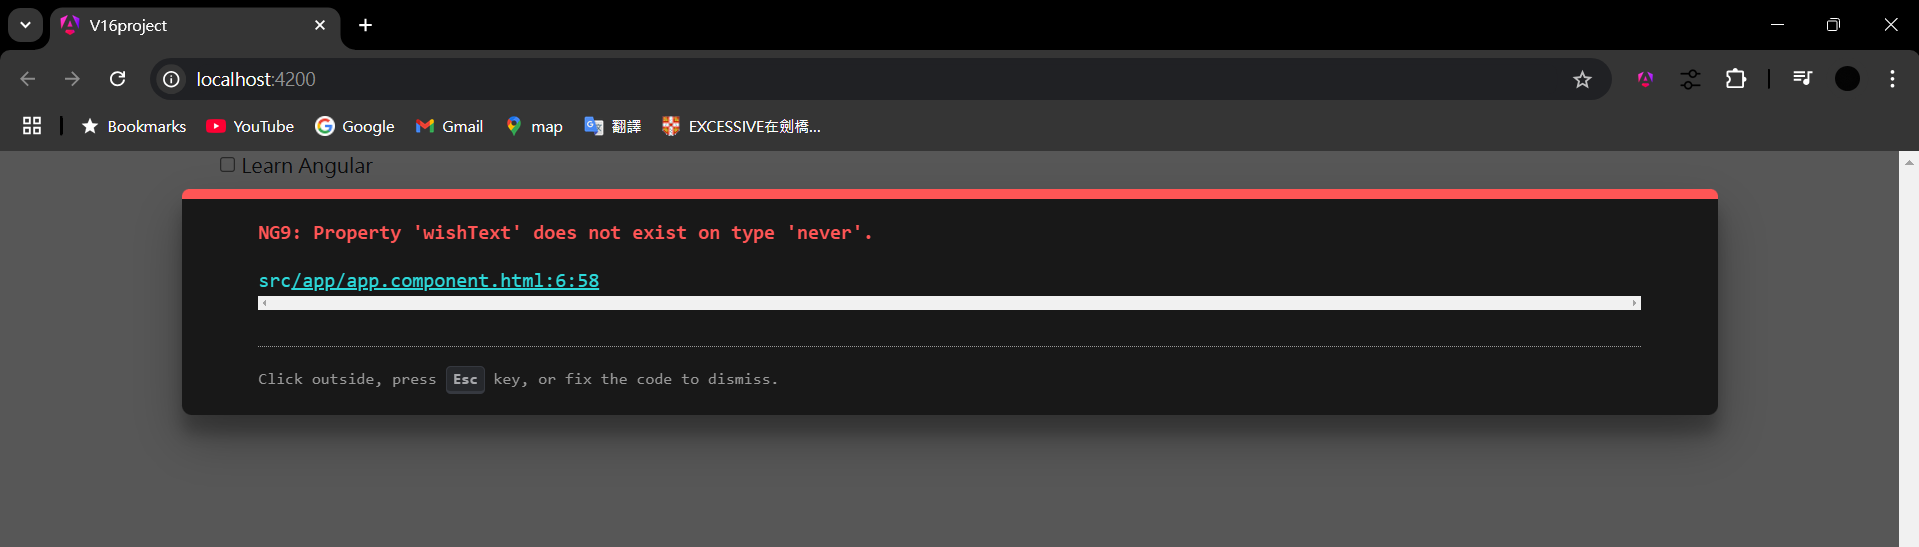 V16project
localhost:4200
Bookmarks YouTube Google Gmail map 翻譯 EXCESSIVE在劍橋...
Learn Angular
NG9: Property 'wishText' does not exist on type 'never'.
src/app/app.component.html:6:58
Click outside, press Esc key, or fix the code to dismiss.